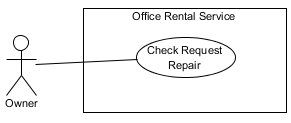 Office Rental Service
Check Request
Repair
Owner